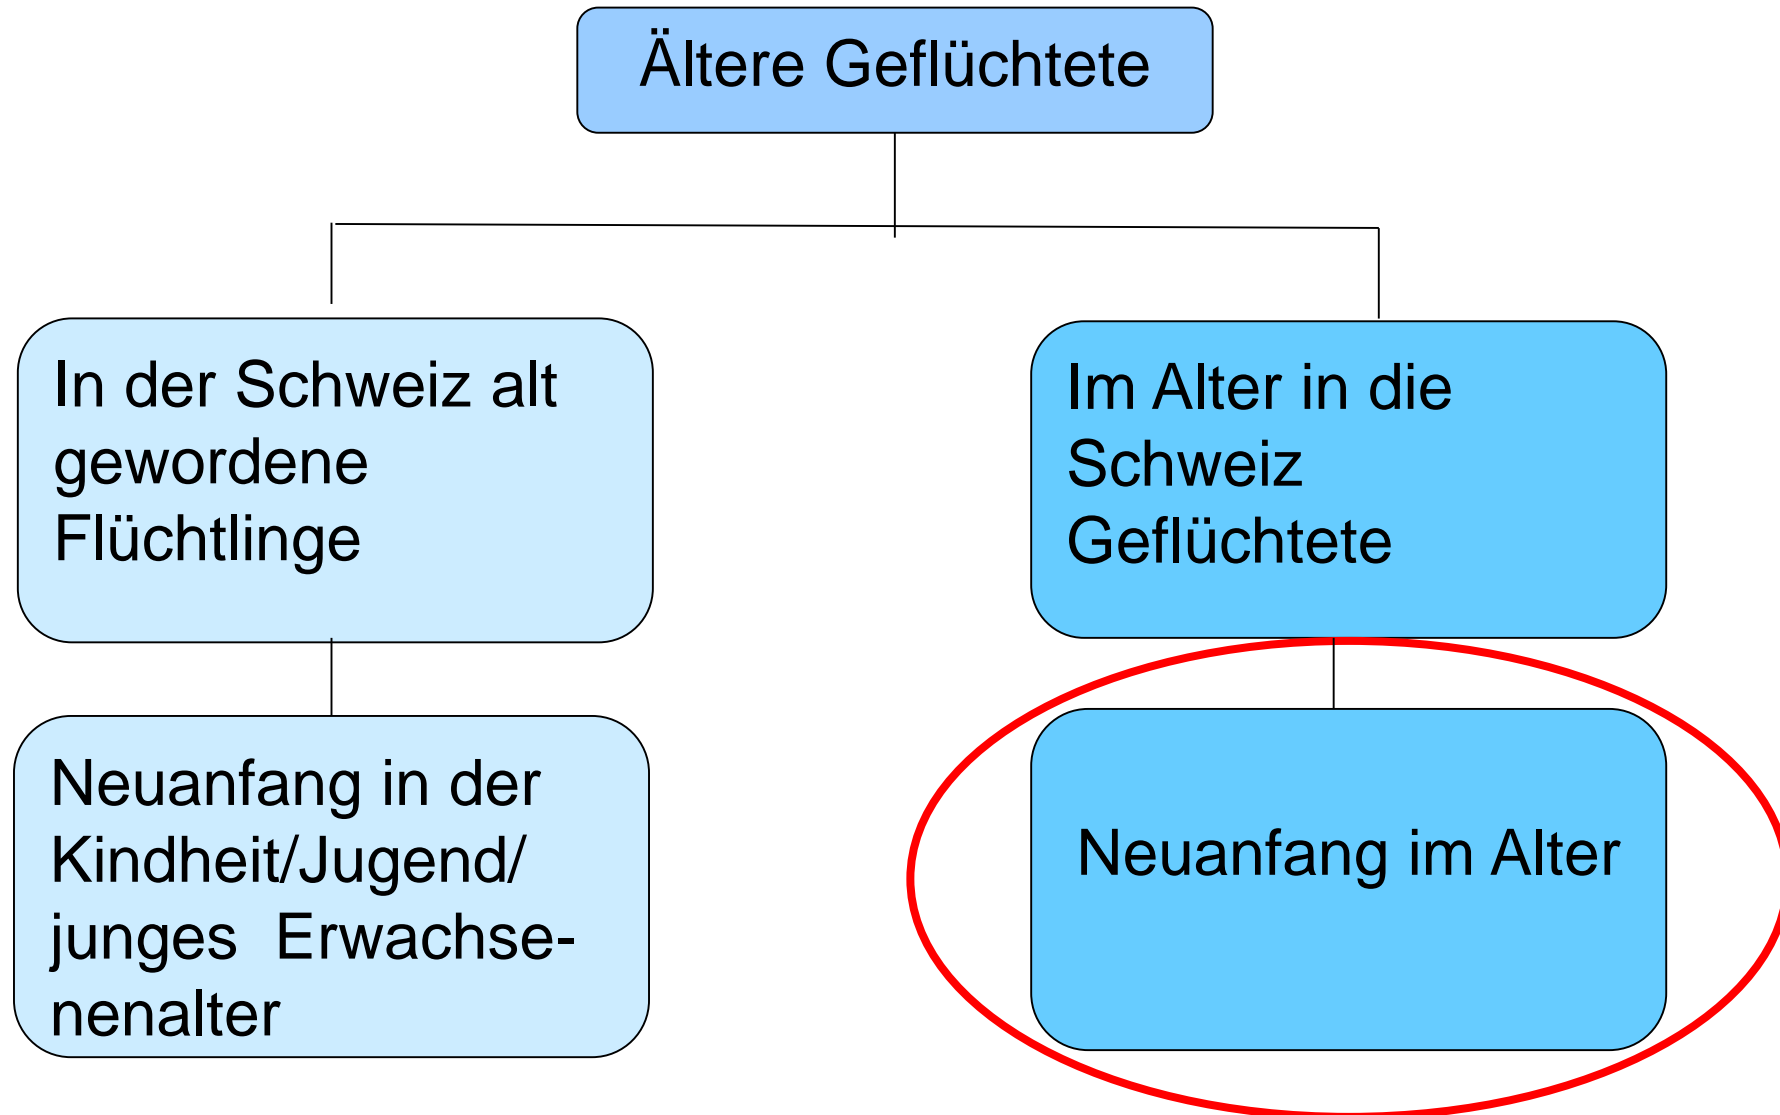 Ältere Geflüchtete
In der Schweiz alt
gewordene
Flüchtlinge
Im Alter in die
Schweiz
Geflüchtete
Neuanfang in der
Kindheit/Jugend/
junges  Erwachse-
nenalter
Neuanfang im Alter